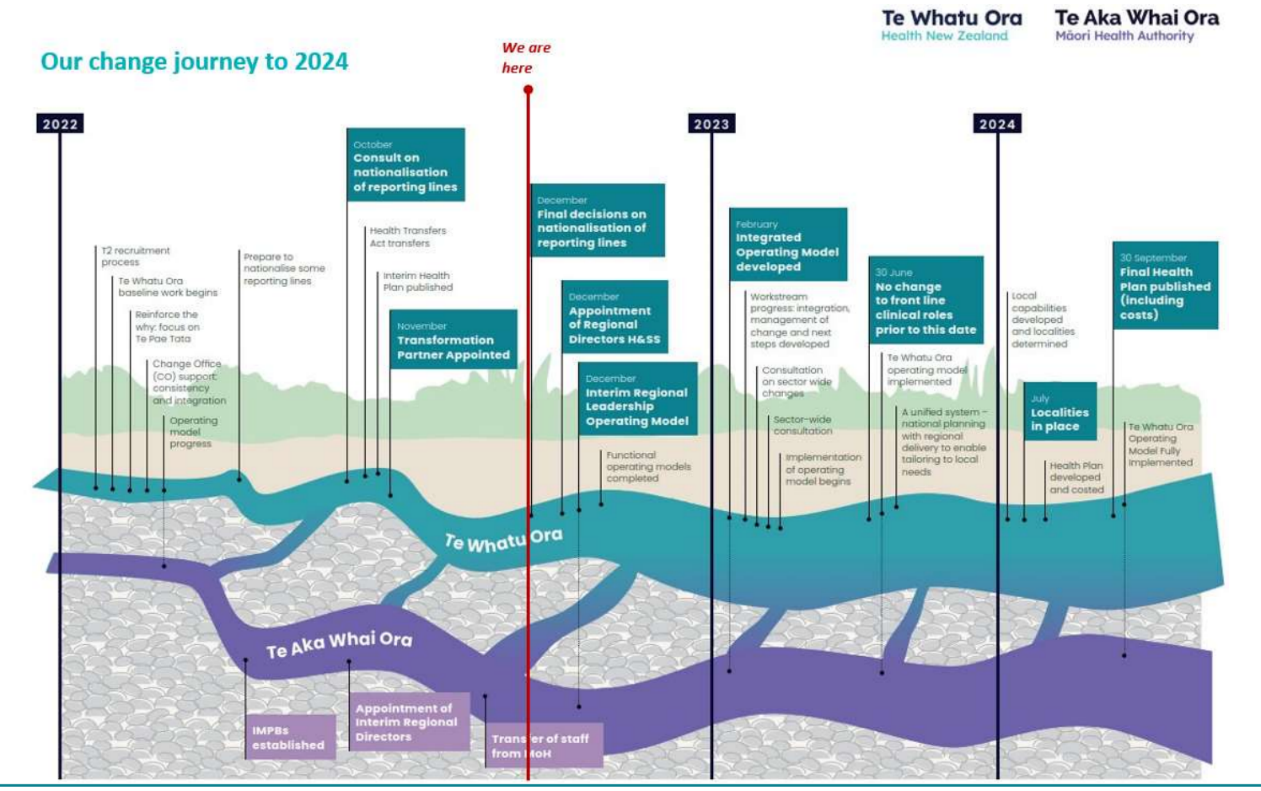 Te Whatu Ora
Health New Zealand
Te Aka Whai Ora
Māori Health Authority
Our change journey to 2024
We are
here
2022
2023
2024
T2 recruitment
process
Te Whatu Ora
baseline work begins
Reinforce the
why: focus on
Te Pae Tata
Change Office
(CO) support:
consistency
and integration
Operating
model
progress
Prepare to
nationalise some
reporting lines
October
Consult on
nationalisation
of reporting lines
Health Transfers
Act transfers
Interim Health
Plan published
November
Transformation
Partner Appointed
December
Final decisions on
nationalisation of
reporting lines
December
Appointment
of Regional
Directors H&SS
December
Interim Regional
Leadership
Operating Model
Functional
operating models
completed
February
Integrated
Operating Model
developed
Workstream
progress: integration,
management of
change and next
steps developed
Consultation
on sector wide
changes
Sector-wide
consultation
Implementation
of operating
model begins
30 June
No change
to front line
clinical roles
prior to this date
Te Whatu Ora
operating model
implemented
A unified system –
national planning
with regional
delivery to enable
tailoring to local
needs
Local
capabilities
developed
and localities
determined
July
Localities
in place
Health Plan
developed
and costed
30 September
Final Health
Plan published
(including
costs)
Te Whatu Ora
Operating
Model Fully
Implemented
Te Whatu Ora
Te Aka Whai Ora
IMPBs
established
Appointment of
Interim Regional
Directors
Transfer of staff
from MoH